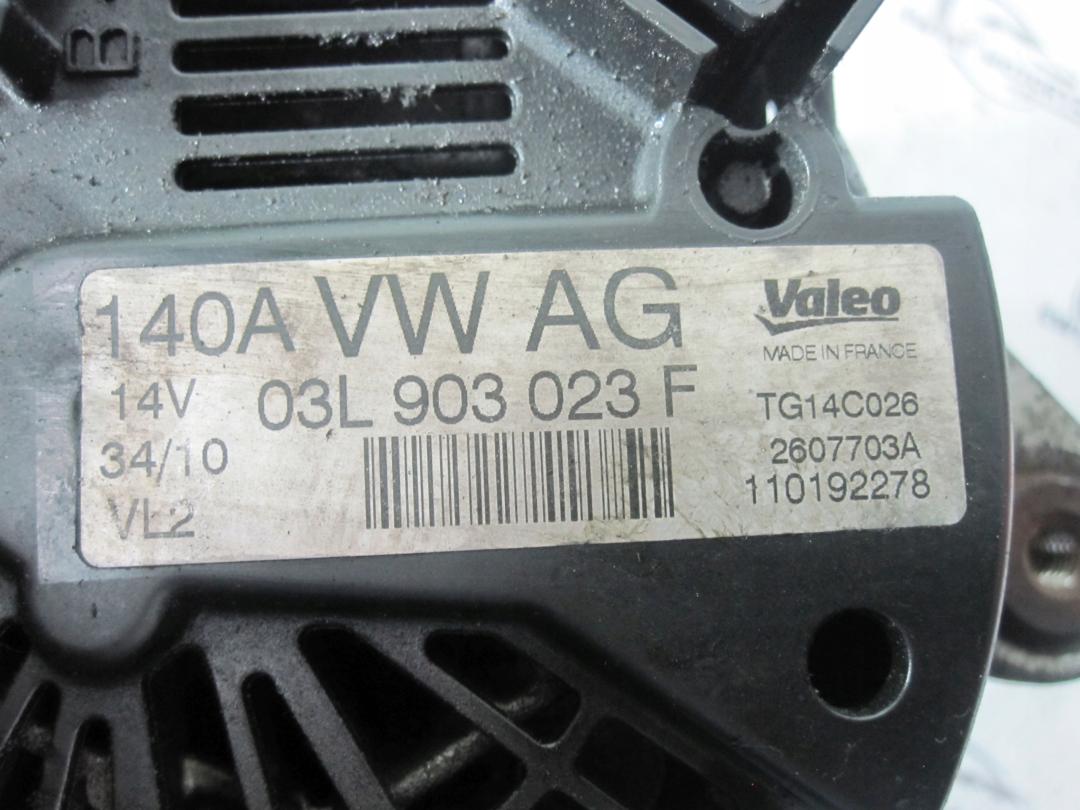 B
140A VW AG
14V 03L 903 023 F
34/10
VL2
Valeo
MADE IN FRANCE
TG14C026
2607703A
110192278